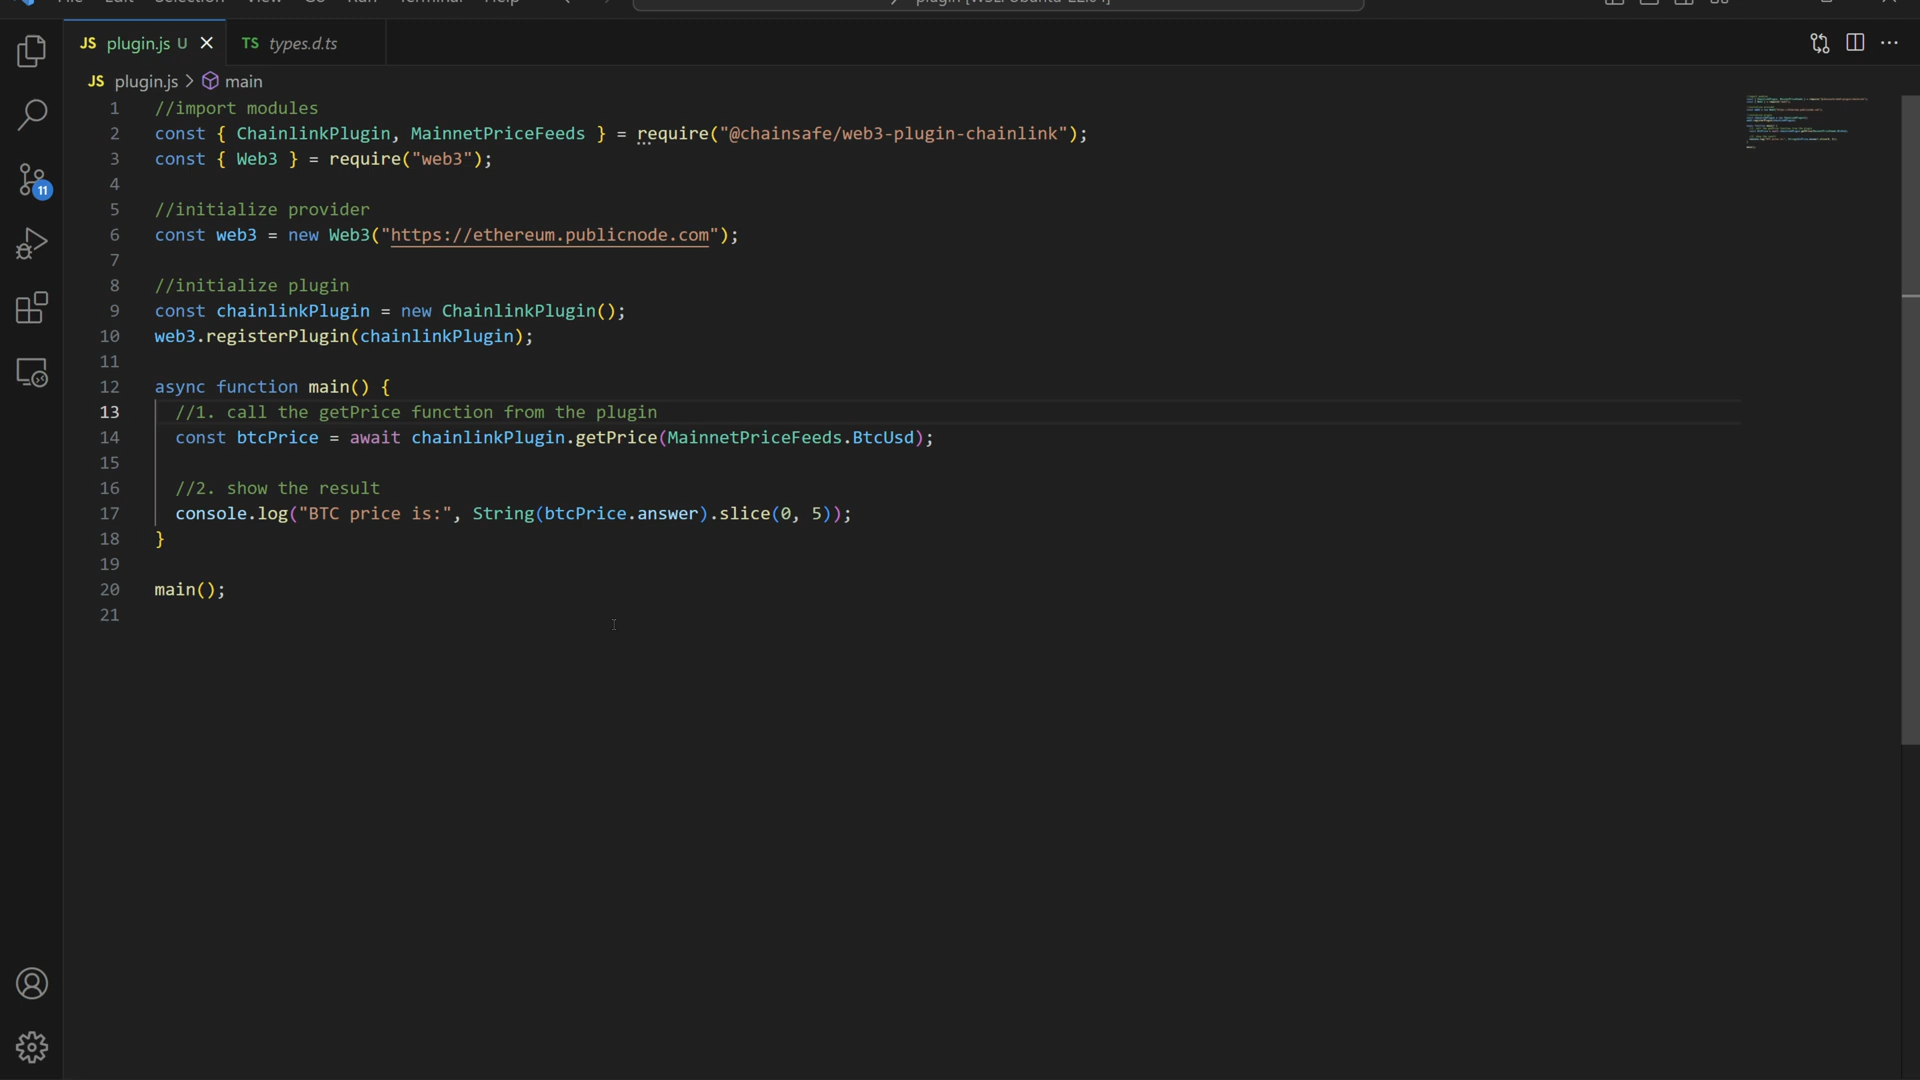 plugin.js U
TS types.d.ts
JS plugin.js > main
1 //import modules
2 const { ChainlinkPlugin, MainnetPriceFeeds } = require("@chainsafe/web3-plugin-chainlink");
3 const { Web3 } = require("web3");
4
5 //initialize provider
6 const web3 = new Web3("https://ethereum.publicnode.com");
7
8 //initialize plugin
9 const chainlinkPlugin = new ChainlinkPlugin();
10 web3.registerPlugin(chainlinkPlugin);
11
12 async function main() {
13 //1. call the getPrice function from the plugin
14 const btcPrice = await chainlinkPlugin.getPrice(MainnetPriceFeeds.BtcUsd);
15
16 //2. show the result
17 console.log("BTC price is:", String(btcPrice.answer).slice(0, 5));
18 }
19
20 main();
21
11